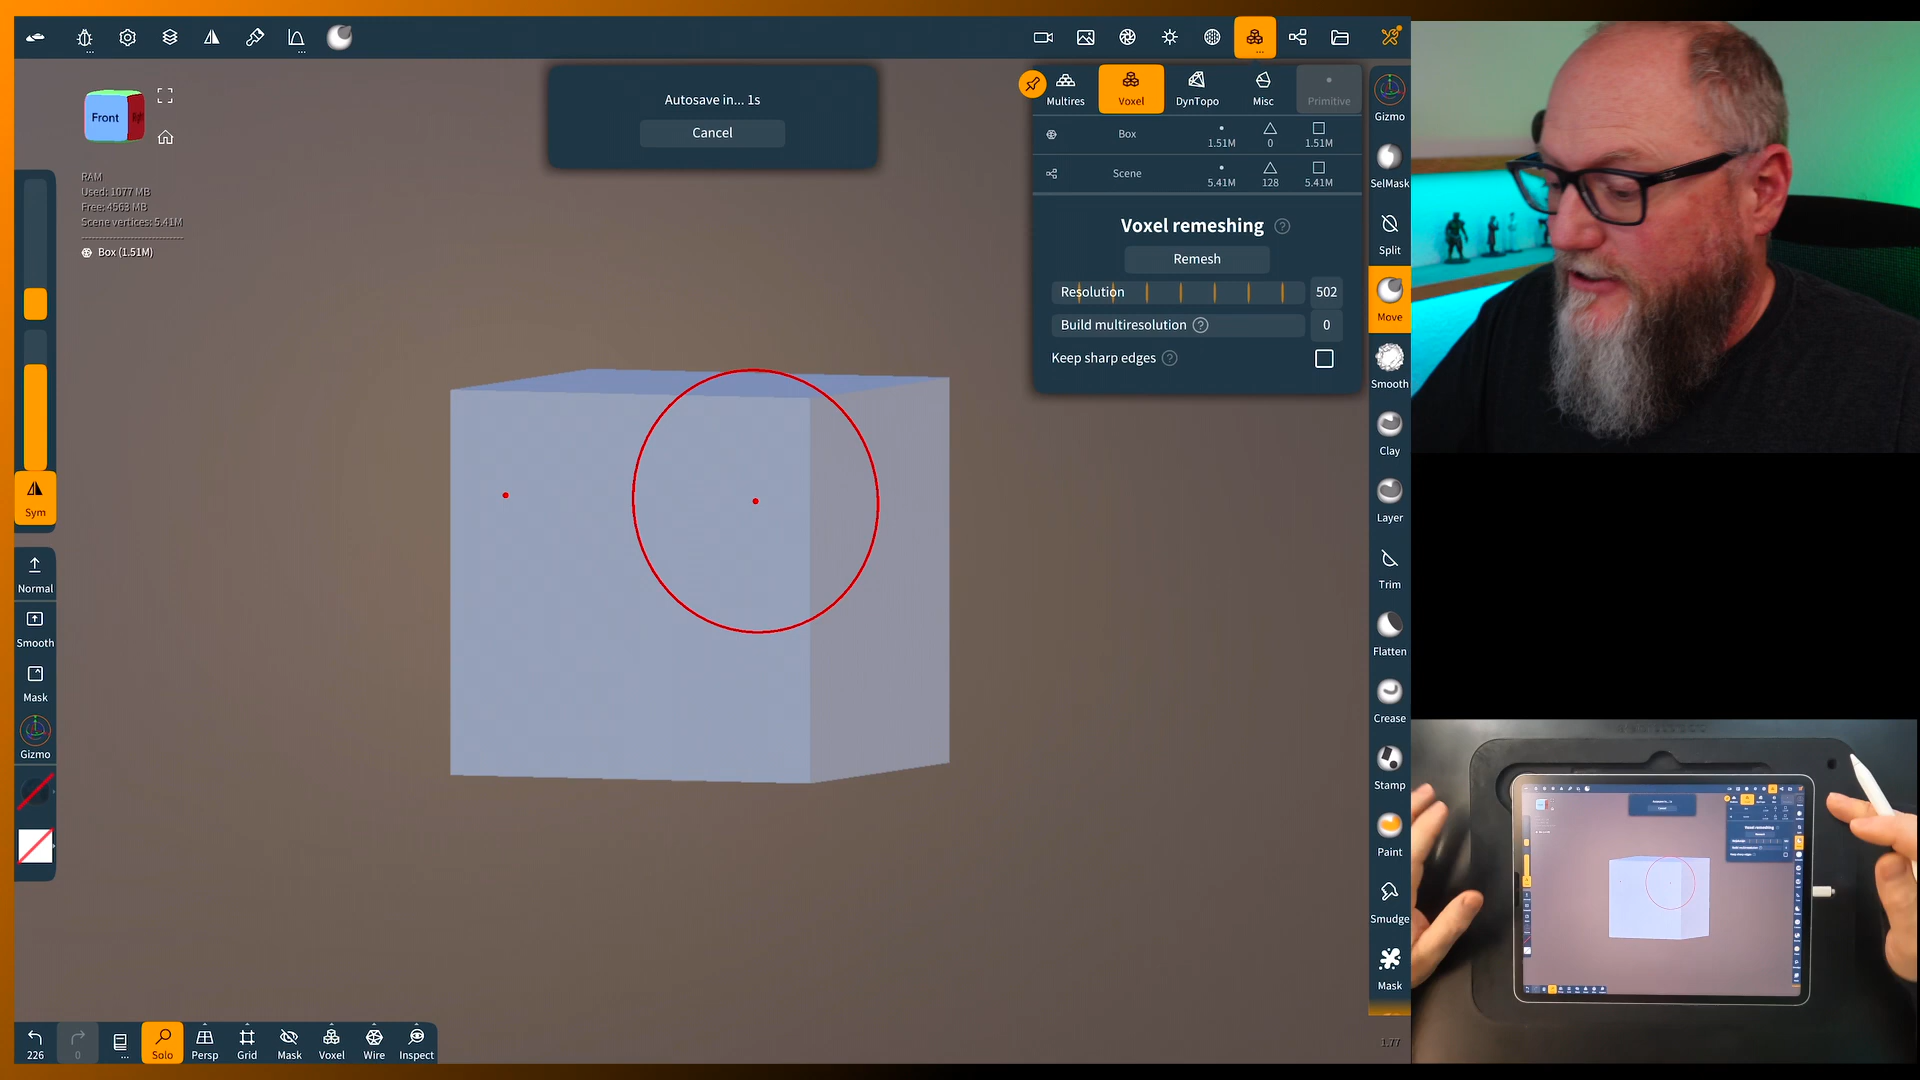 Autosave in... 1s
Cancel
Front
RAM
Used: 1077 MB
Free: 4563 MB
Scene vertices: 5.41M
Box (1.51M)
Multires
Voxel
DynTopo
Misc
Primitive
Box 1.51M 0 1.51M
Scene 5.41M 128 5.41M
Voxel remeshing ?
Remesh
Resolution 502
Build multiresolution ? 0
Keep sharp edges ?
Gizmo
SelMask
Split
Move
Smooth
Clay
Layer
Trim
Flatten
Crease
Stamp
Paint
Smudge
Mask
Sym
Normal
Smooth
Mask
Gizmo
226
0
...
Solo
Persp
Grid
Mask
Voxel
Wire
Inspect
1.77